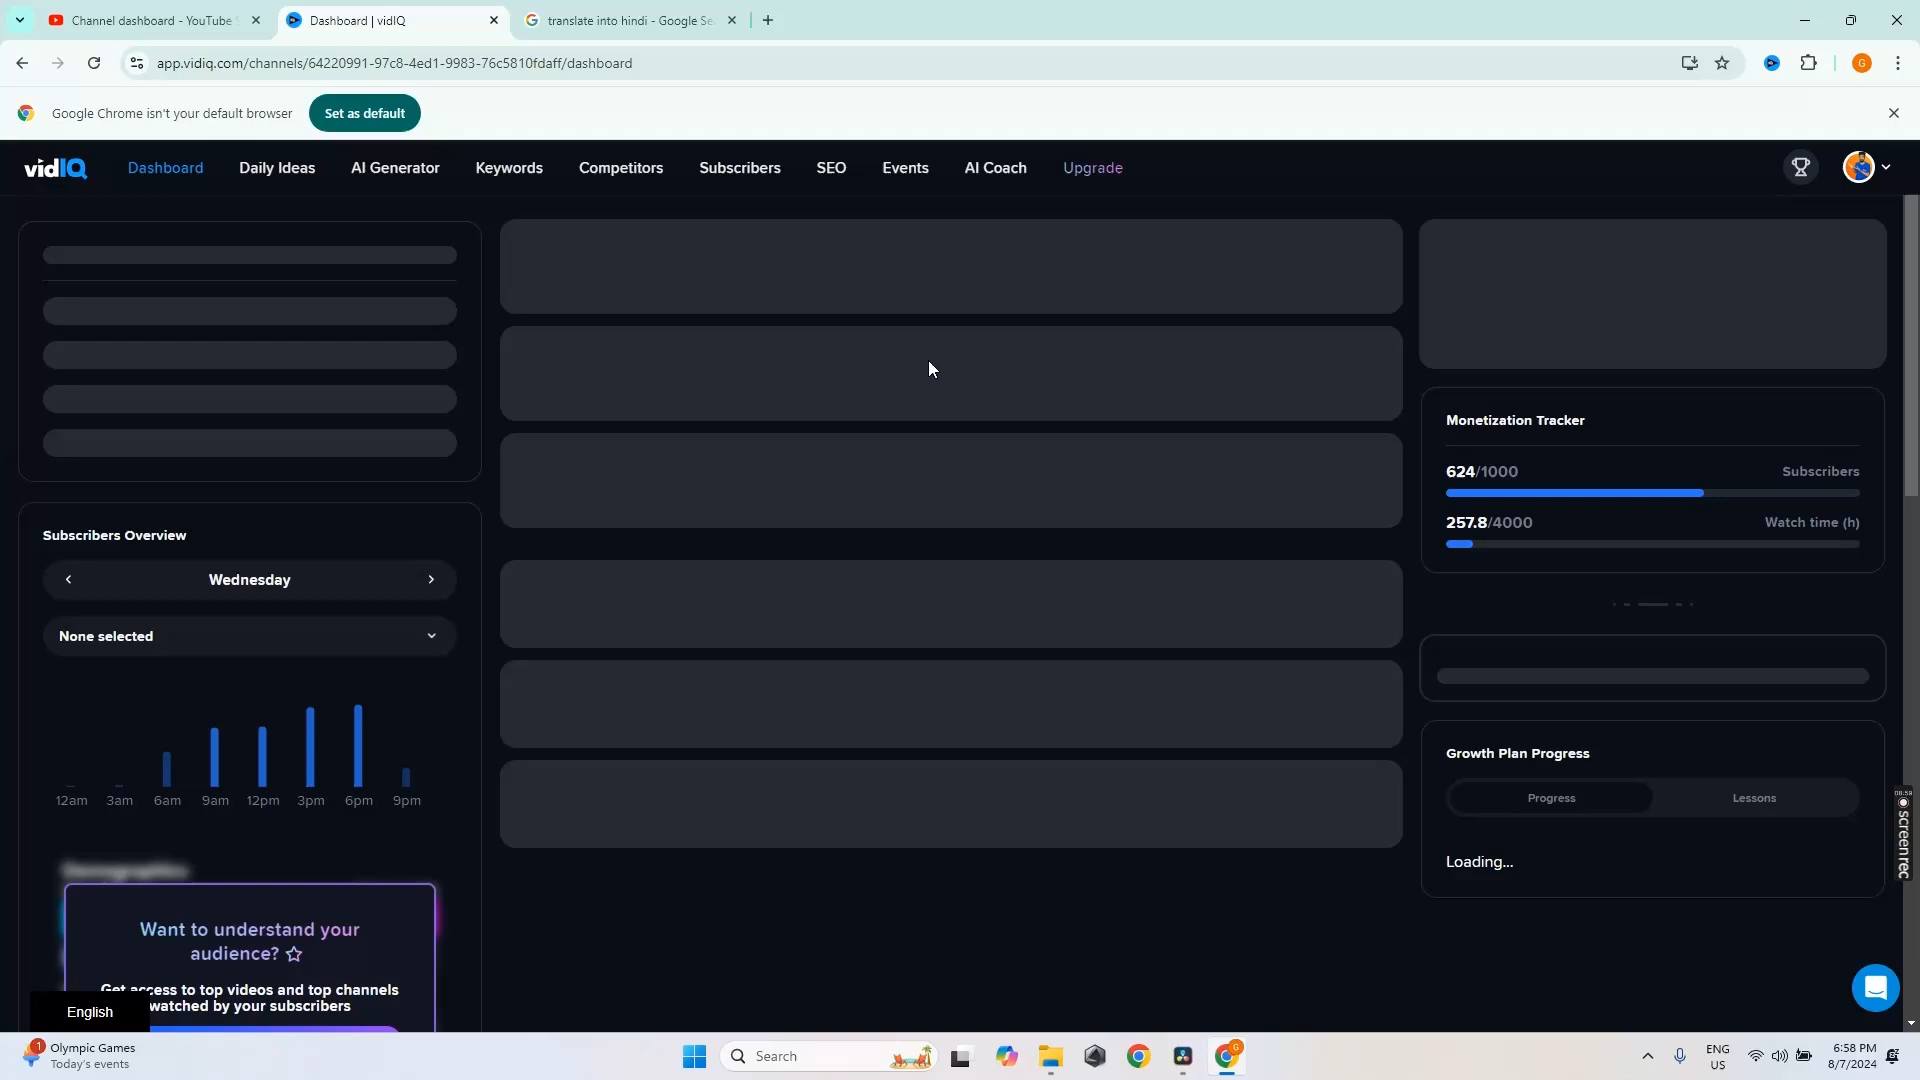 Channel dashboard - YouTube
Dashboard | vidIQ
translate into hindi - Google Se
app.vidiq.com/channels/64220991-97c8-4ed1-9983-76c5810fdaff/dashboard
G
Google Chrome isn't your default browser
Set as default
vidIQ
Dashboard
Daily Ideas
AI Generator
Keywords
Competitors
Subscribers
SEO
Events
AI Coach
Upgrade
Monetization Tracker
624/1000
Subscribers
257.8/4000
Watch time (h)
Subscribers Overview
Wednesday
None selected
12am 3am 6am 9am 12pm 3pm 6pm 9pm
Growth Plan Progress
Progress
Lessons
Loading...
Demographics
Want to understand your
audience?
Get access to top videos and top channels
watched by your subscribers
English
08:59
screenrec
1
Olympic Games
Today's events
Search
G
ENG
US
6:58 PM
8/7/2024